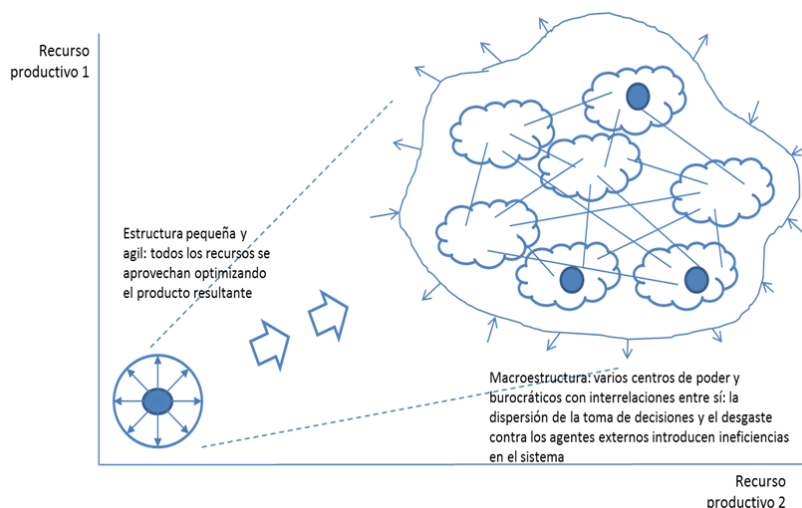 Recurso
productivo 1
Estructura pequeña y
agil: todos los recursos se
aprovechan optimizando
el producto resultante
Macroestructura: varios centros de poder y
burocráticos con interrelaciones entre sí: la
dispersión de la toma de decisiones y el desgaste
contra los agentes externos introducen ineficiencias
en el sistema
Recurso
productivo 2